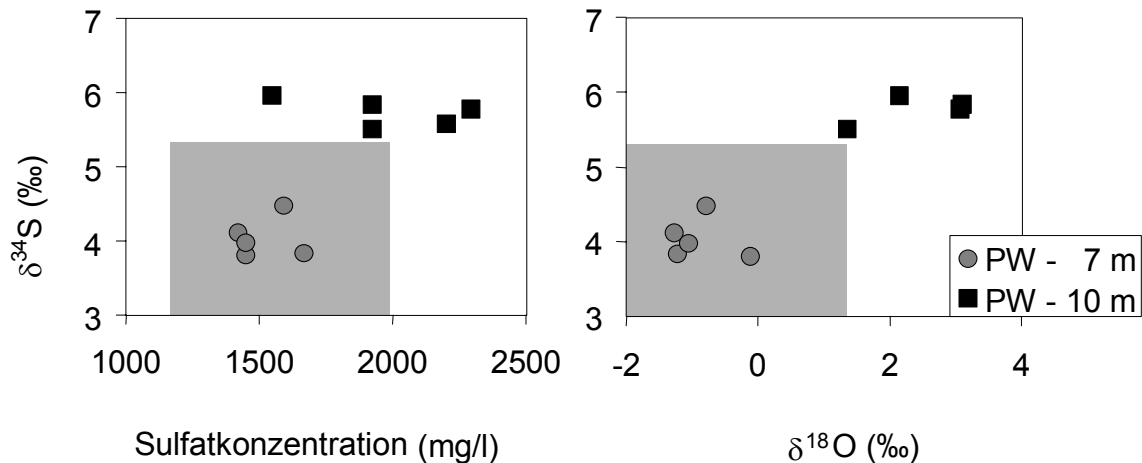 7
6
5
4
3
δ³⁴S (‰)
1000 1500 2000 2500
Sulfatkonzentration (mg/l)
7
6
5
4
3
-2 0 2 4
δ¹⁸O (‰)
PW - 7 m
PW - 10 m